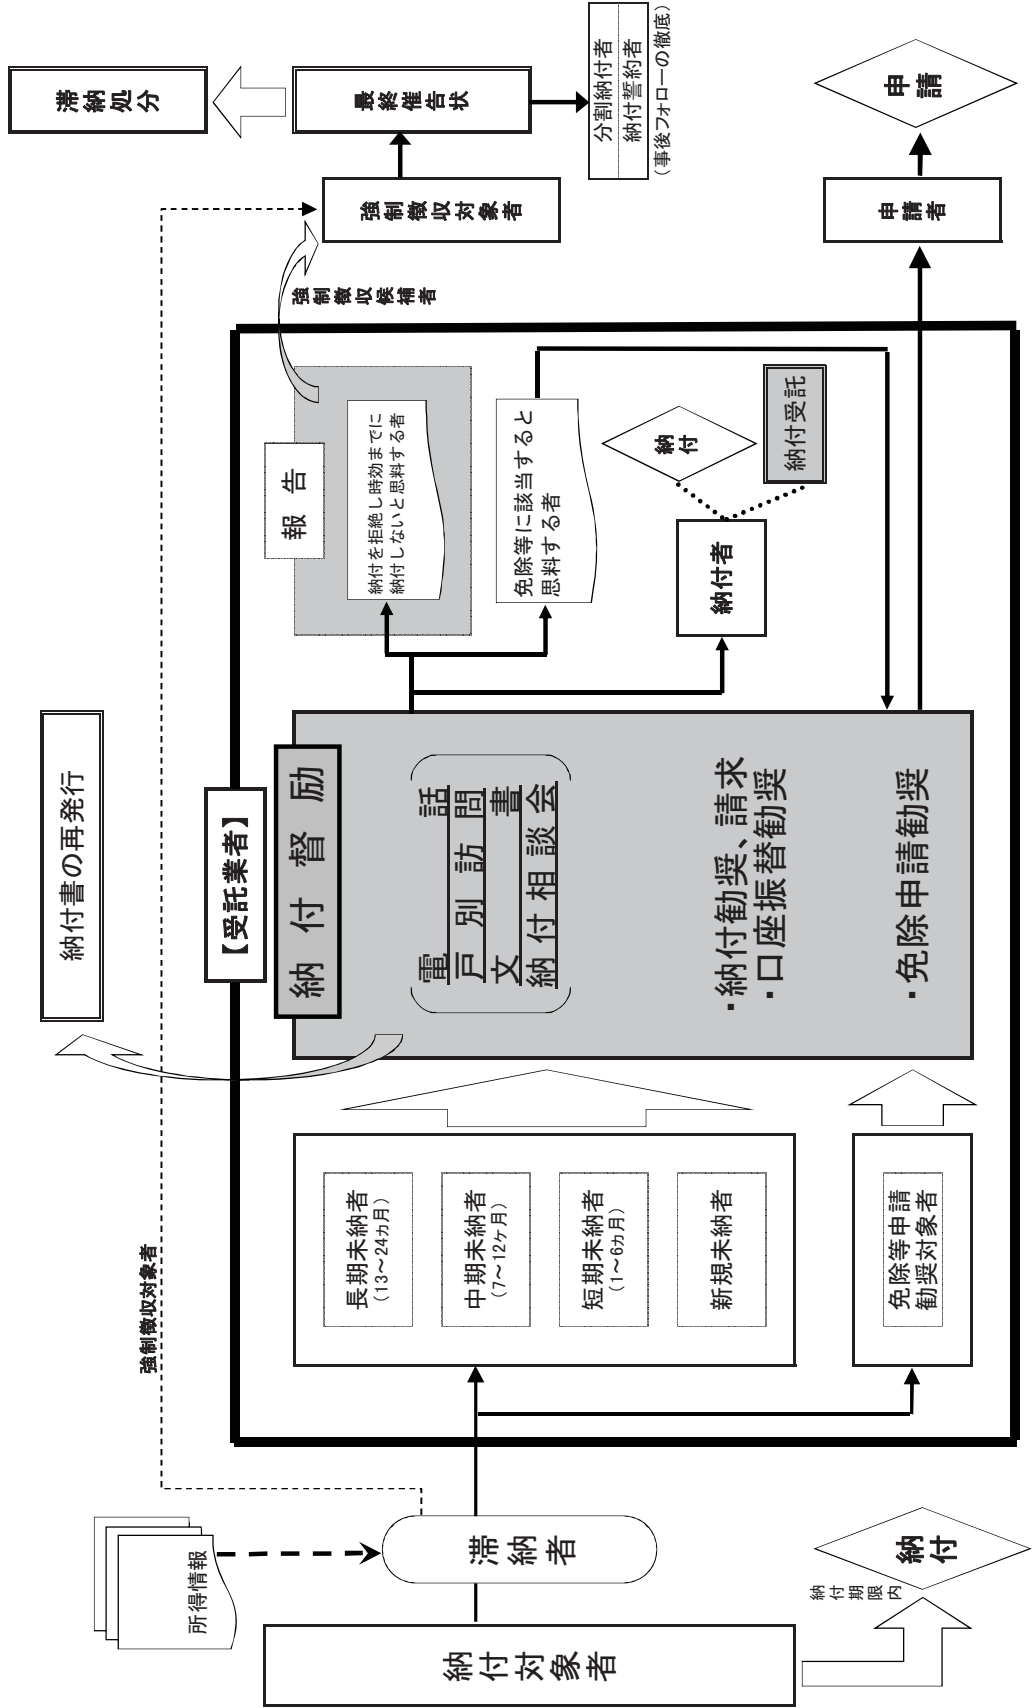 納付対象者
納付期限内
納付
所得情報
滞納者
強制徴収対象者
【受託業者】
長期未納者
（13～24ヵ月）
中期未納者
（7～12ヶ月）
短期未納者
（1～6ヵ月）
新規未納者
免除等申請
勧奨対象者
納付書の再発行
納付督励
電話
戸別訪問
文書
納付相談会
・納付勧奨、請求
・口座振替勧奨
・免除申請勧奨
報告
納付を拒絶し時効までに
納付しないと思料する者
免除等に該当すると
思料する者
納付者
納付
納付受託
強制徴収候補者
強制徴収対象者
最終催告状
滞納処分
分割納付者
納付誓約者
（事後フォローの徹底）
申請者
申請